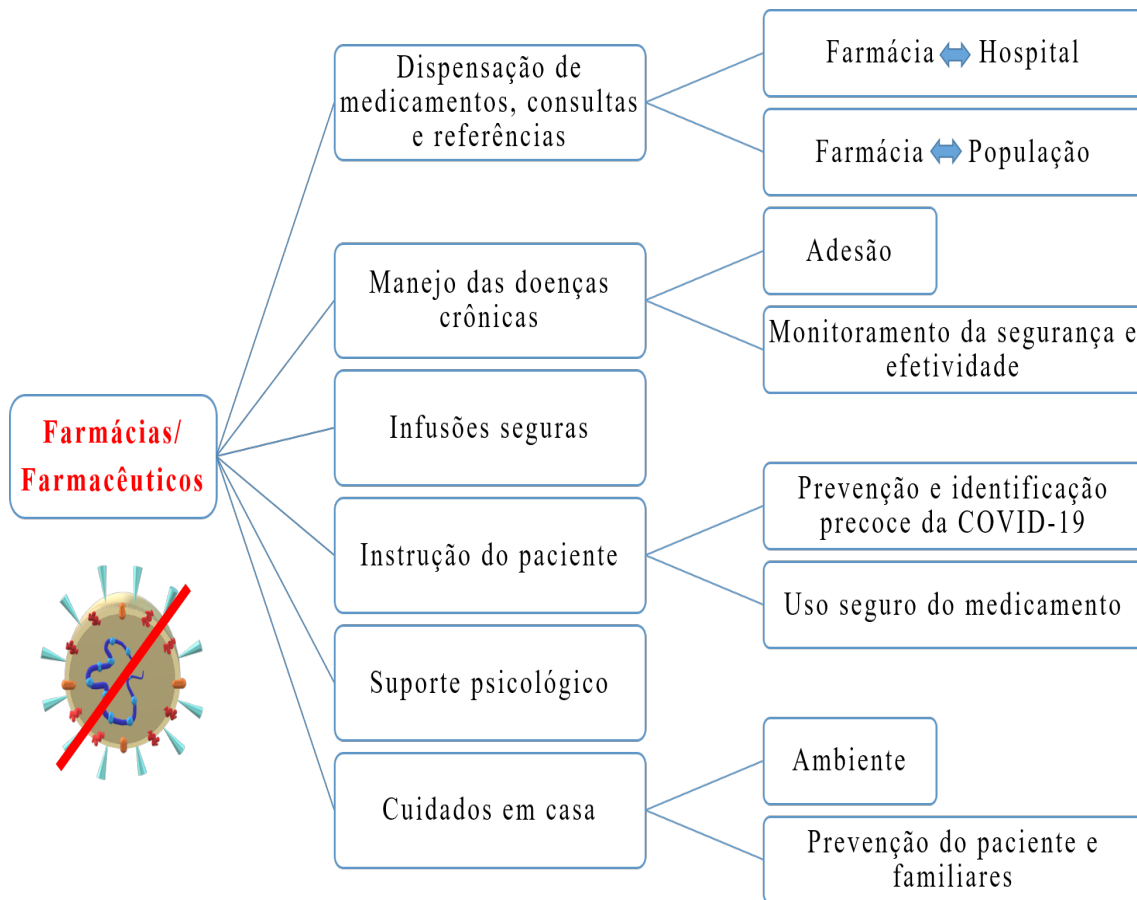 Farmácias/
Farmacêuticos
Dispensação de
medicamentos, consultas
e referências
Farmácia Hospital
Farmácia População
Manejo das doenças
crônicas
Adesão
Monitoramento da segurança e
efetividade
Infusões seguras
Instrução do paciente
Prevenção e identificação
precoce da COVID-19
Uso seguro do medicamento
Suporte psicológico
Cuidados em casa
Ambiente
Prevenção do paciente e
familiares